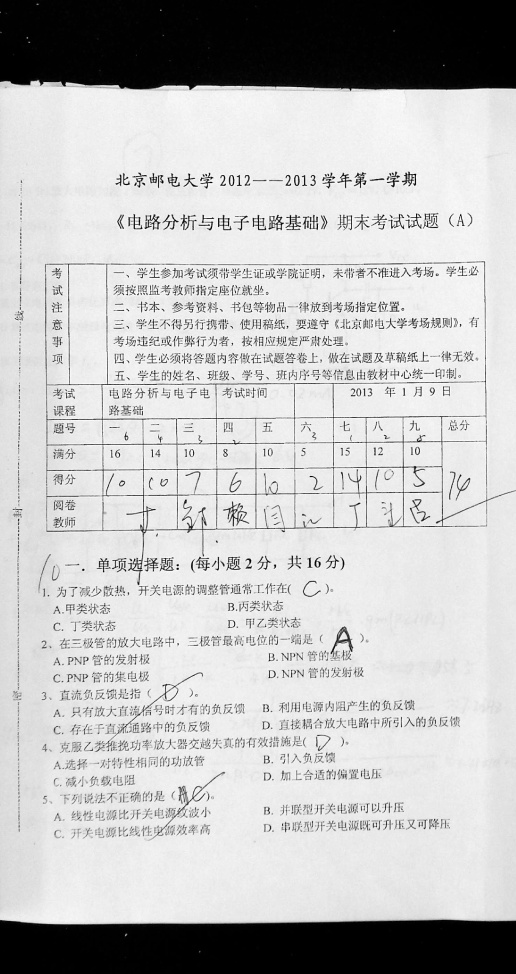 北京邮电大学 2012——2013 学年第一学期
《电路分析与电子电路基础》期末考试试题（A）
考试注意事项
一、学生参加考试须带学生证或学院证明，未带者不准进入考场。学生必
须按照监考教师指定座位就坐。
二、书本、参考资料、书包等物品一律放到考场指定位置。
三、学生不得另行携带、使用稿纸，要遵守《北京邮电大学考场规则》，有
考场违纪或作弊行为者，按相应规定严肃处理。
四、学生必须将答题内容做在试题答卷上，做在试题及草稿纸上一律无效。
五、学生的姓名、班级、学号、班内序号等信息由教材中心统一印制。
考试课程 电路分析与电子电路基础 考试时间 2013 年 1 月 9 日
题号 一 二 三 四 五 六 七 八 九 总分
6 4 3 2 3 1 2
满分 16 14 10 8 10 5 15 12 10
得分 10 10 7 6 10 2 14 10 5 74
阅卷教师
10
一．单项选择题：(每小题 2 分，共 16 分)
1. 为了减少散热，开关电源的调整管通常工作在( C )。
A.甲类状态 B.丙类状态
C. 丁类状态 D. 甲乙类状态
2、在三极管的放大电路中，三极管最高电位的一端是（ A ）。
A. PNP 管的发射极 B. NPN 管的基极
C. PNP 管的集电极 D. NPN 管的发射极
3、直流负反馈是指（ D ）。
A. 只有放大直流信号时才有的负反馈 B. 利用电源内阻产生的负反馈
C. 存在于直流通路中的负反馈 D. 直接耦合放大电路中所引入的负反馈
4、克服乙类推挽功率放大器交越失真的有效措施是( D )。
A.选择一对特性相同的功放管 B. 引入负反馈
C. 减小负载电阻 D. 加上合适的偏置电压
5、下列说法不正确的是（ C ）。
A. 线性电源比开关电源纹波小 B. 并联型开关电源可以升压
C. 开关电源比线性电源效率高 D. 串联型开关电源既可升压又可降压